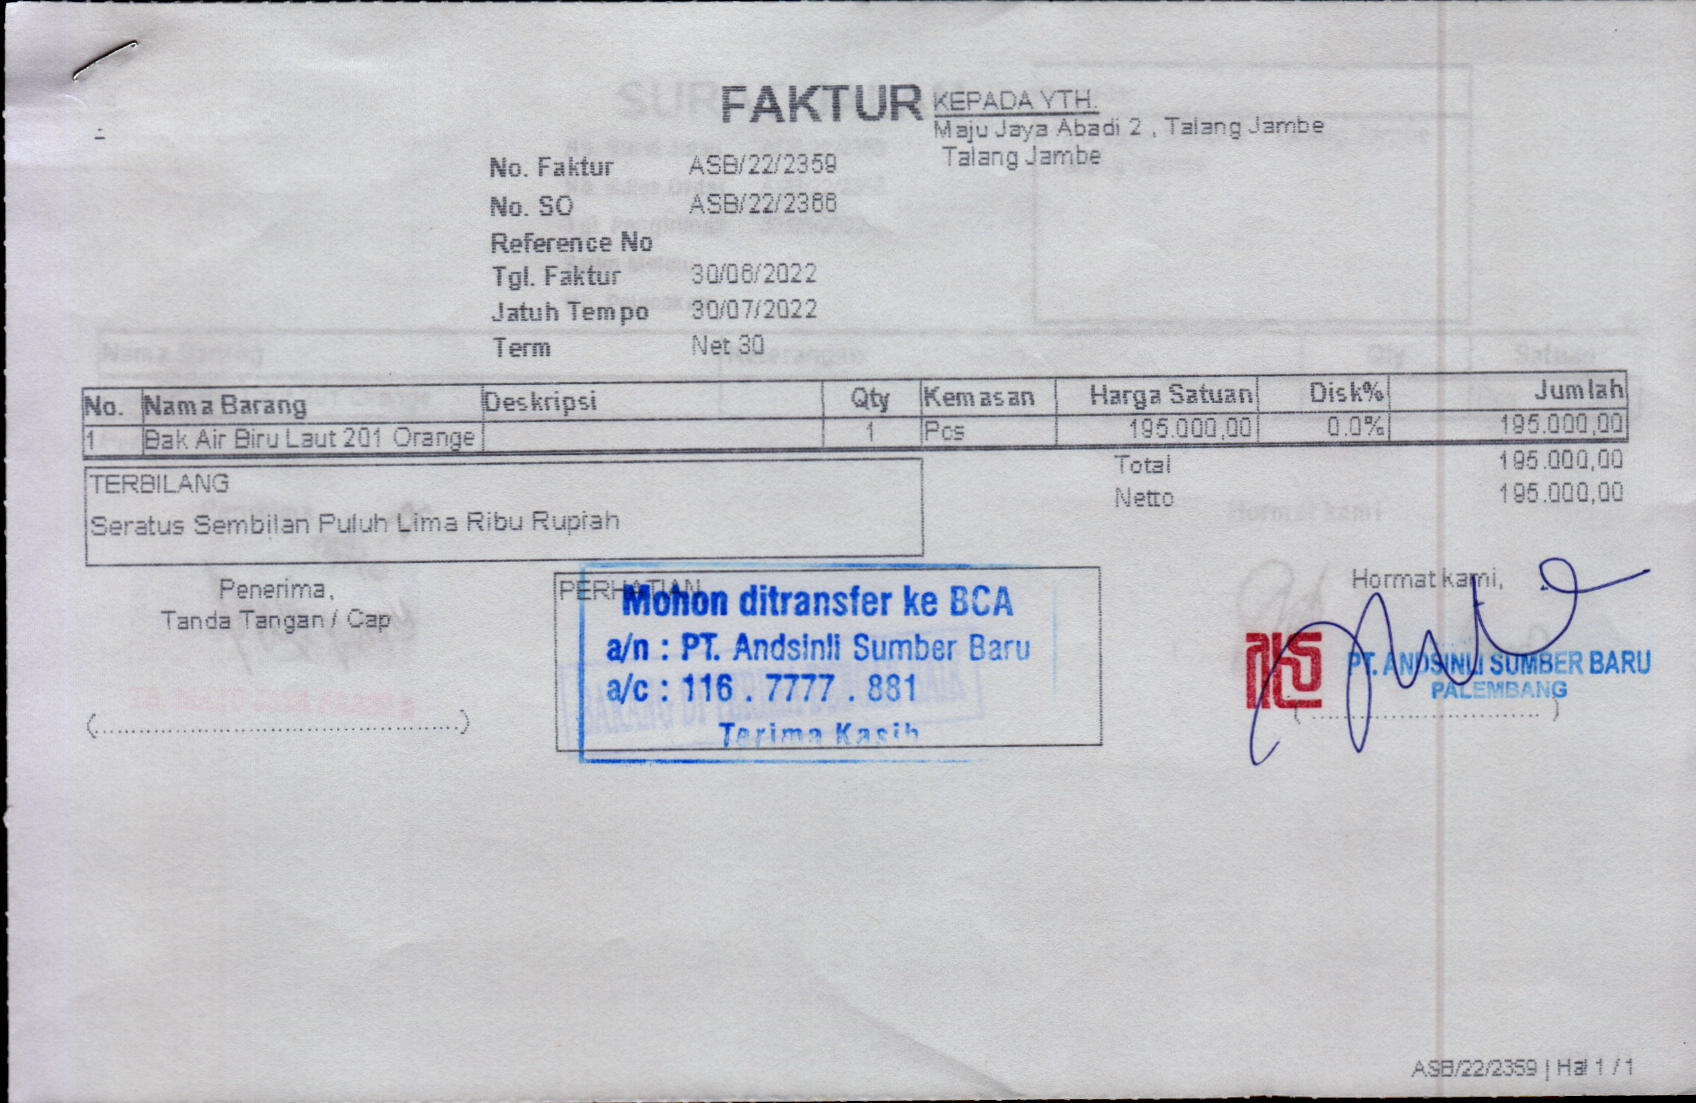 FAKTUR
KEPADA YTH.
Maju Jaya Abadi 2 , Talang Jambe
Talang Jambe
No. Faktur ASB/22/2359
No. SO ASB/22/2366
Reference No
Tgl. Faktur 30/06/2022
Jatuh Tempo 30/07/2022
Term Net 30
No. Nama Barang Deskripsi Qty Kemasan Harga Satuan Disk% Jumlah
1 Bak Air Biru Laut 201 Orange 1 Pcs 195.000,00 0.0% 195.000,00
Total 195.000,00
Netto 195.000,00
TERBILANG
Seratus Sembilan Puluh Lima Ribu Rupiah
Penerima,
Tanda Tangan / Cap
(..............................................)
PERHATIAN
Mohon ditransfer ke BCA
a/n : PT. Andsinli Sumber Baru
a/c : 116 . 7777 . 881
Terima Kasih
Hormat kami,
PT. ANDSINLI SUMBER BARU
PALEMBANG
(..............................)
ASB/22/2359 | Hal 1 / 1